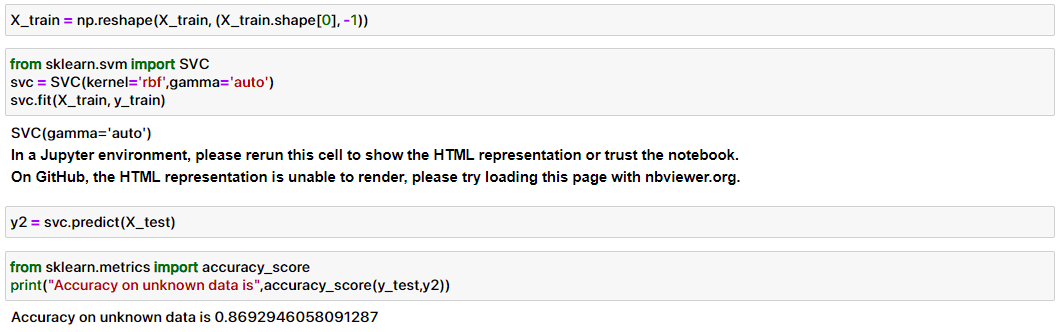 X_train = np.reshape(X_train, (X_train.shape[0], -1))
from sklearn.svm import SVC
svc = SVC(kernel='rbf',gamma='auto')
svc.fit(X_train, y_train)
SVC(gamma='auto')
In a Jupyter environment, please rerun this cell to show the HTML representation or trust the notebook.
On GitHub, the HTML representation is unable to render, please try loading this page with nbviewer.org.
y2 = svc.predict(X_test)
from sklearn.metrics import accuracy_score
print("Accuracy on unknown data is",accuracy_score(y_test,y2))
Accuracy on unknown data is 0.8692946058091287